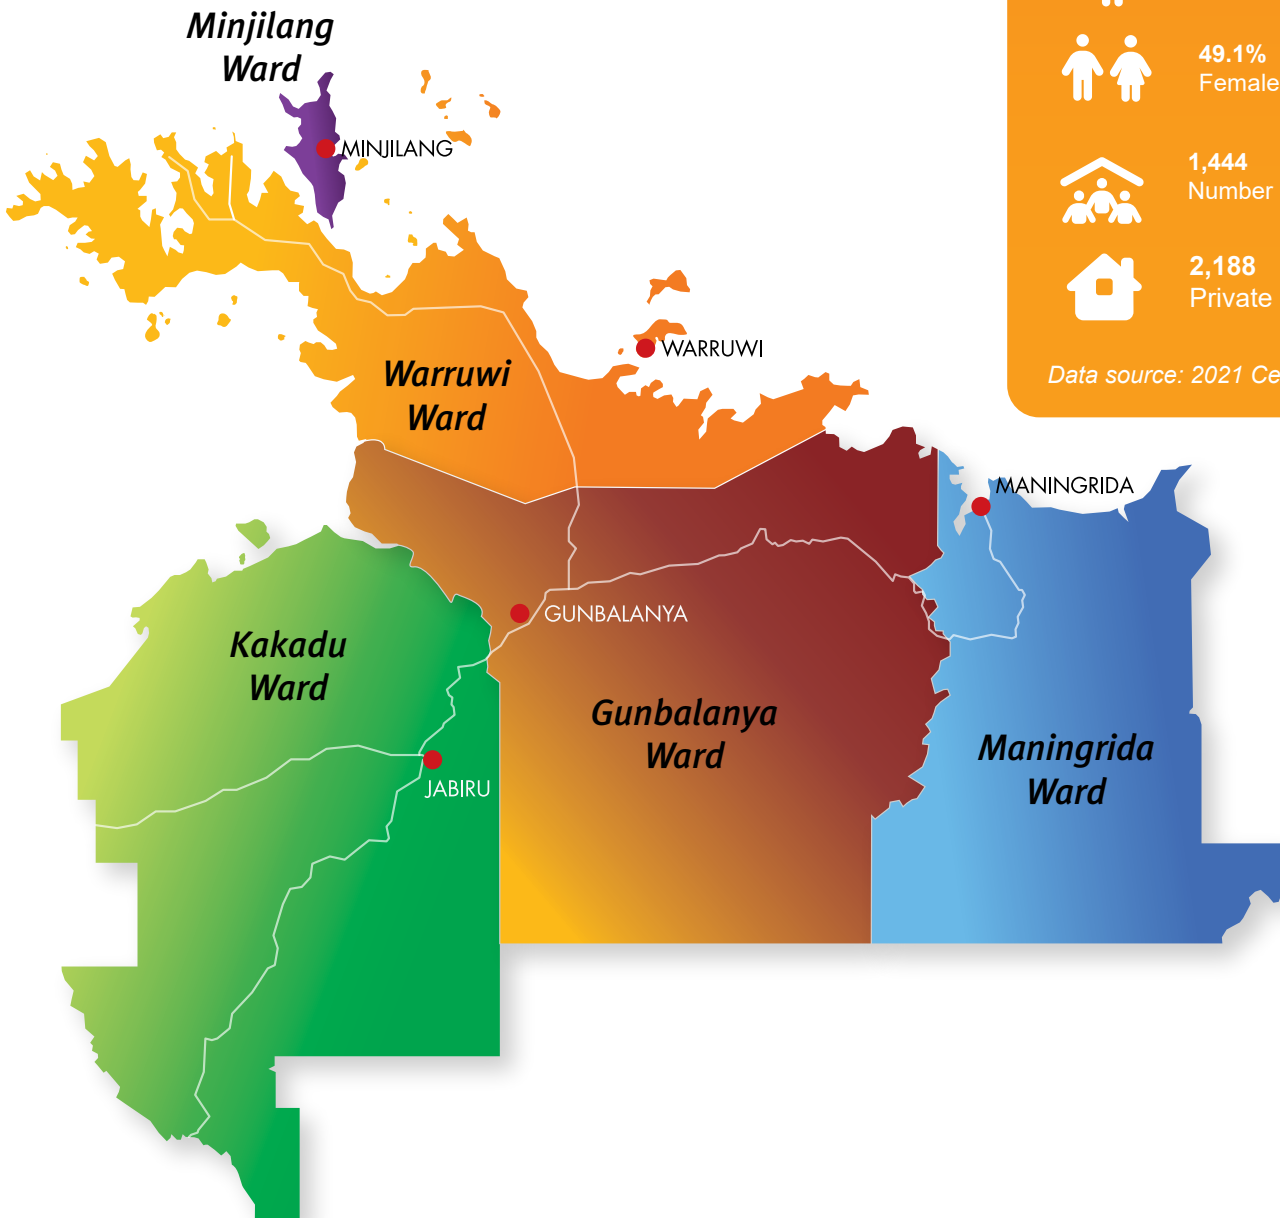 Minjilang
Ward
MINJILANG
49.1%
Female
1,444
Number
2,188
Private
Data source: 2021 Ce
WARRUWI
Warruwi
Ward
MANINGRIDA
GUNBALANYA
Kakadu
Ward
Gunbalanya
Ward
Maningrida
Ward
JABIRU